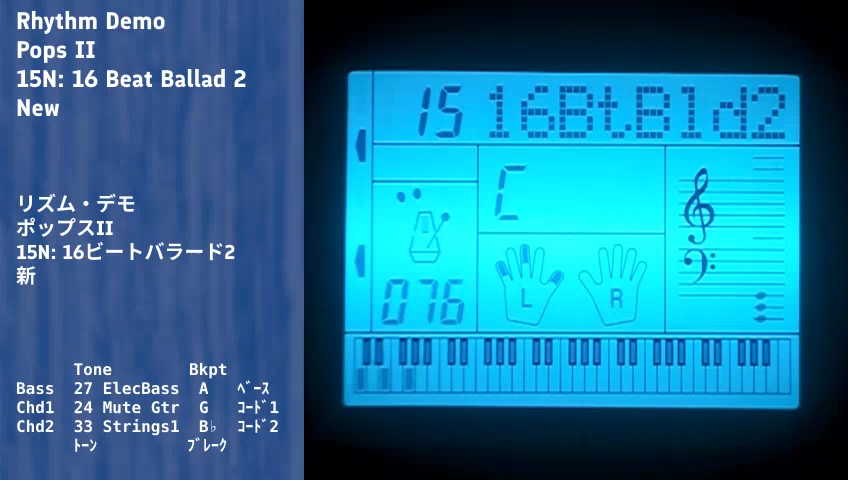 Rhythm Demo
Pops II
15N: 16 Beat Ballad 2
New
リズム・デモ
ポップスII
15N: 16ビートバラード2
新
Tone Bkpt
Bass 27 ElecBass A ﾍﾞｰｽ
Chd1 24 Mute Gtr G ｺｰﾄﾞ1
Chd2 33 Strings1 B♭ ｺｰﾄﾞ2
ﾄｰﾝ ﾌﾞﾚｰｸ
15 16BtBld2
C
076
L R